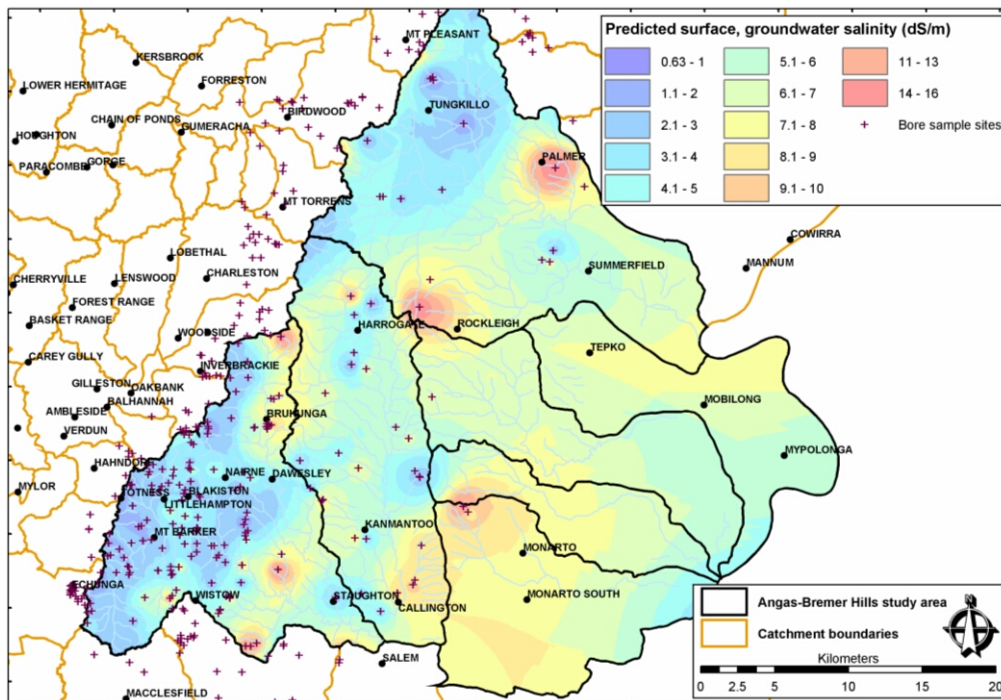 Predicted surface, groundwater salinity (dS/m)
0.63 - 1
5.1 - 6
11 - 13
1.1 - 2
6.1 - 7
14 - 16
2.1 - 3
7.1 - 8
Bore sample sites
3.1 - 4
8.1 - 9
4.1 - 5
9.1 - 10
MT PLEASANT
KERSBROOK
FORRESTON
LOWER HERMITAGE
TUNGKILLO
BIRDWOOD
CHAIN OF PONDS
GUMERACHA
HOUGHTON
PALMER
GORGE
PARACOMBE
MT TORRENS
COWIRRA
LOBETHAL
MANNUM
SUMMERFIELD
CHERRYVILLE
LENSWOOD
CHARLESTON
FOREST RANGE
BASKET RANGE
HARROGATE
ROCKLEIGH
WOODSIDE
TEPKO
CAREY GULLY
INVERBRACKIE
GILLESTON
OAKBANK
BALHANNAH
MOBILONG
AMBLESIDE
BRUKUNGA
VERDUN
MYPOLONGA
HAHNDORF
NAIRNE
DAWESLEY
MYLOR
TOTNESS
BLAKISTON
LITTLEHAMPTON
KANMANTOO
MT BARKER
MONARTO
ECHUNGA
WISTOW
STAUGHTON
CALLINGTON
MONARTO SOUTH
SALEM
MACCLESFIELD
Angas-Bremer Hills study area
Catchment boundaries
Kilometers
0 2.5 5 10 15 20